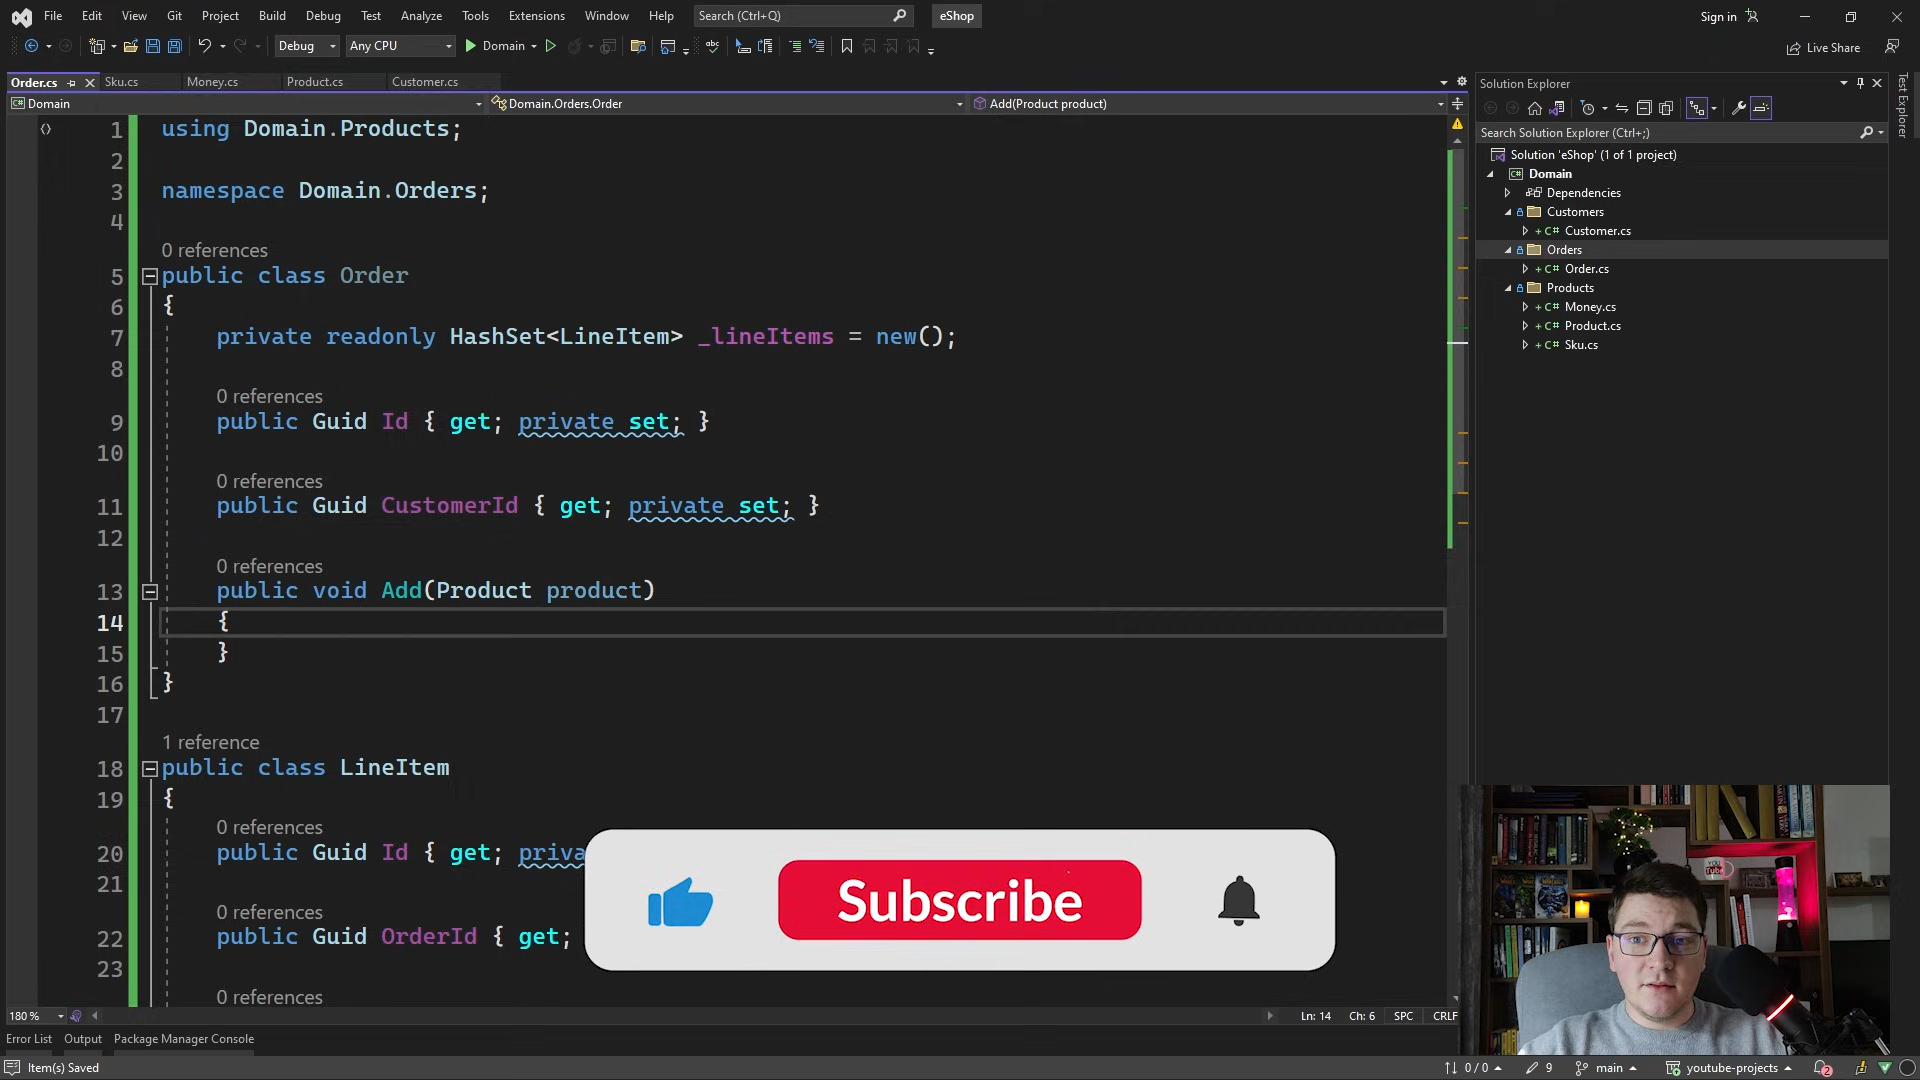 File Edit View Git Project Build Debug Test Analyze Tools Extensions Window Help Search (Ctrl+Q) eShop Sign in
Debug Any CPU Domain Live Share
Order.cs Sku.cs Money.cs Product.cs Customer.cs
Domain Domain.Orders.Order Add(Product product)
1 using Domain.Products;
2
3 namespace Domain.Orders;
4
0 references
5 public class Order
6 {
7 private readonly HashSet<LineItem> _lineItems = new();
8
0 references
9 public Guid Id { get; private set; }
10
0 references
11 public Guid CustomerId { get; private set; }
12
0 references
13 public void Add(Product product)
14 {
15 }
16 }
17
1 reference
18 public class LineItem
19 {
0 references
20 public Guid Id { get; priva
21
0 references
22 public Guid OrderId { get;
23
0 references
Subscribe
180 % Ln: 14 Ch: 6 SPC CRLF
Error List Output Package Manager Console
Item(s) Saved 0 / 0 9 main youtube-projects 2
Solution Explorer
Search Solution Explorer (Ctrl+;)
Solution 'eShop' (1 of 1 project)
Domain
Dependencies
Customers
C# Customer.cs
Orders
C# Order.cs
Products
C# Money.cs
C# Product.cs
C# Sku.cs
Test Explorer